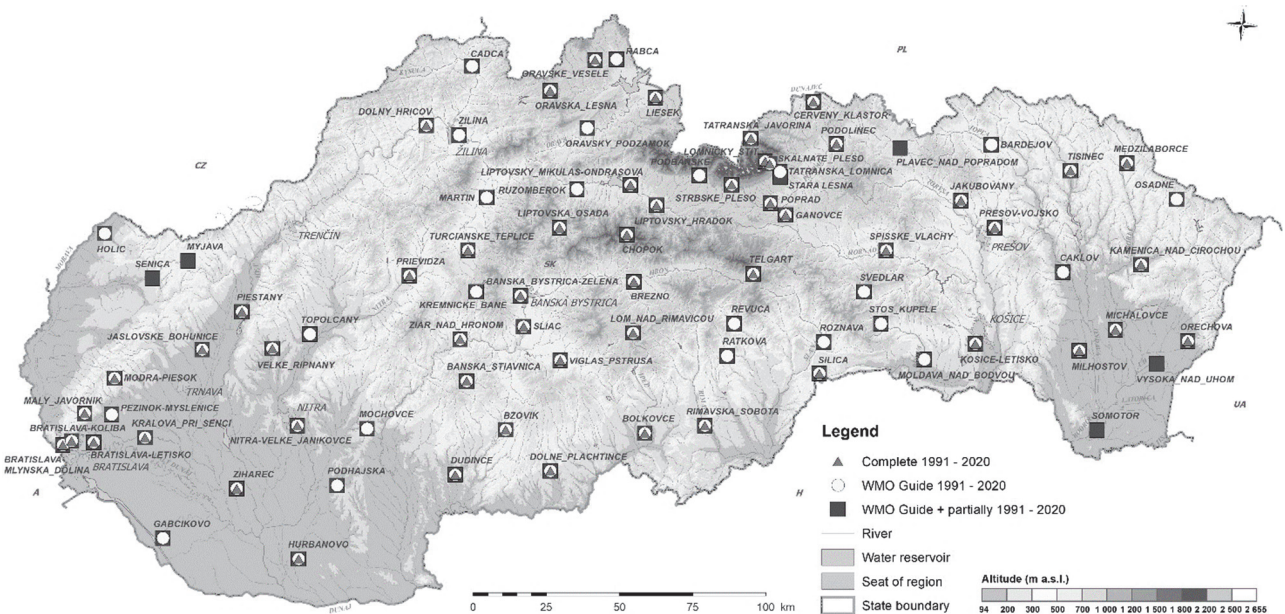 CADCA
RABCA
ORAVSKE_VESELE
KYSUCA
ORAVSKA_LESNA
LIESEK
PL
DUNAJEC
CERVENY_KLASTOR
DOLNY_HRICOV
ZILINA
ŽILINA
ORAVSKY_PODZAMOK
TATRANSKA_JAVORINA
PODOLINEC
BARDEJOV
CZ
LOMNICKY_STIT
PODBANSKE
SKALNATE_PLESO
TATRANSKA_LOMNICA
STARA LESNA
PLAVEC_NAD_POPRADOM
TISINEC
MEDZILABORCE
LIPTOVSKY_MIKULAS-ONDRASOVA
MARTIN
RUZOMBEROK
STRBSKE_PLESO
POPRAD
GANOVCE
JAKUBOVANY
OSADNE
LIPTOVSKA_OSADA
LIPTOVSKY_HRADOK
PRESOV-VOJSKO
PREŠOV
HOLIC
MYJAVA
SENICA
TRENČÍN
TURCIANSKE_TEPLICE
CHOPOK
SPISSKE_VLACHY
CAKLOV
KAMENICA_NAD_CIROCHOU
SK
PRIEVIDZA
BANSKA_BYSTRICA-ZELENA
TELGART
SVEDLAR
KREMNICKE_BANE
BANSKÁ BYSTRICA
BREZNO
PIESTANY
TOPOLCANY
ZIAR_NAD_HRONOM
SLIAC
LOM_NAD_RIMAVICOU
REVUCA
STOS_KUPELE
KOŠICE
MICHALOVCE
JASLOVSKE_BOHUNICE
VELKE_RIPNANY
RATKOVA
ROZNAVA
ORECHOVA
VIGLAS_PSTRUSA
SILICA
KOSICE-LETISKO
MILHOSTOV
BANSKA_STIAVNICA
MOLDAVA_NAD_BODVOU
VYSOKA_NAD_UHOM
MODRA-PIESOK
TRNAVA
MALY_JAVORNIK
PEZINOK-MYSLENICE
NITRA
MOCHOVCE
BZOVIK
BOLKOVCE
RIMAVSKA_SOBOTA
SOMOTOR
UA
BRATISLAVA-KOLIBA
KRALOVA_PRI_SENCI
NITRA-VELKE_JANIKOVCE
BRATISLAVA-LETISKO
BRATISLAVA
MLYNSKA_DOLINA
BRATISLAVA
ZIHAREC
PODHAJSKA
DUDINCE
DOLNE_PLACHTINCE
A
H
GABCIKOVO
HURBANOVO
DUNAJ
Legend
Complete 1991 - 2020
WMO Guide 1991 - 2020
WMO Guide + partially 1991 - 2020
River
Water reservoir
Seat of region
State boundary
0 25 50 75 100 km
Altitude (m a.s.l.)
94 200 300 500 700 1 000 1 200 1 500 1 800 2 200 2 500 2 655